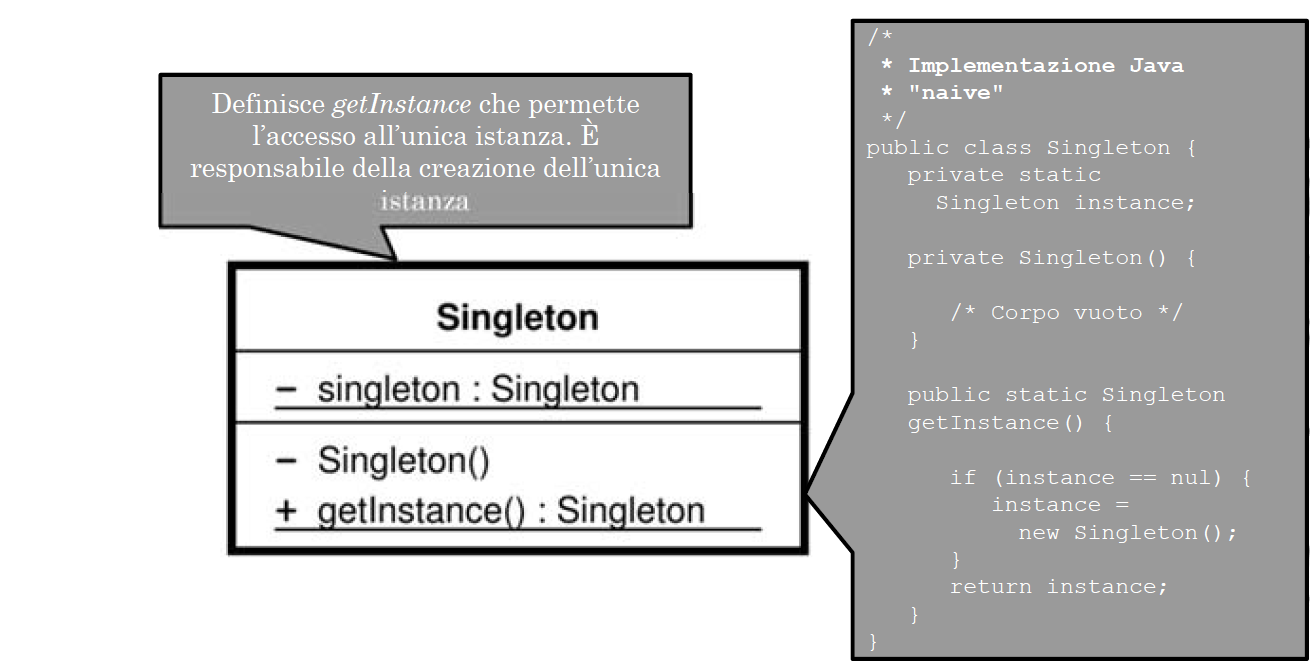 Definisce getInstance che permette
l'accesso all'unica istanza. È
responsabile della creazione dell'unica
istanza
Singleton
– singleton : Singleton
– Singleton()
+ getInstance() : Singleton
/*
* Implementazione Java
* "naive"
*/
public class Singleton {
private static
Singleton instance;
private Singleton() {
/* Corpo vuoto */
}
public static Singleton
getInstance() {
if (instance == nul) {
instance =
new Singleton();
}
return instance;
}
}